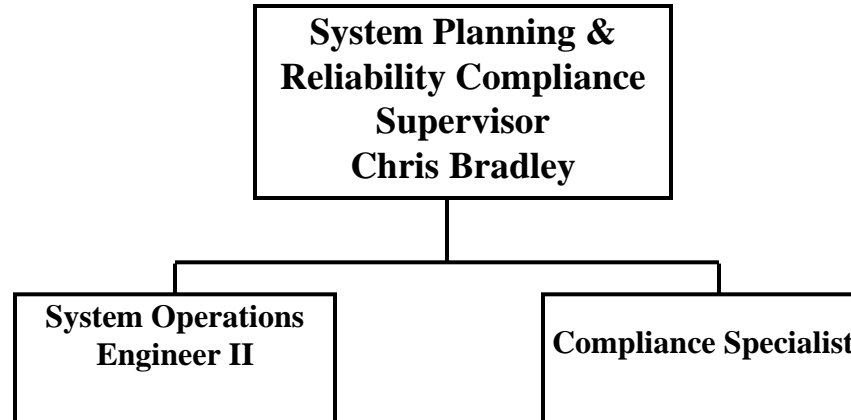 System Planning &
Reliability Compliance
Supervisor
Chris Bradley
System Operations
Engineer II
Compliance Specialist